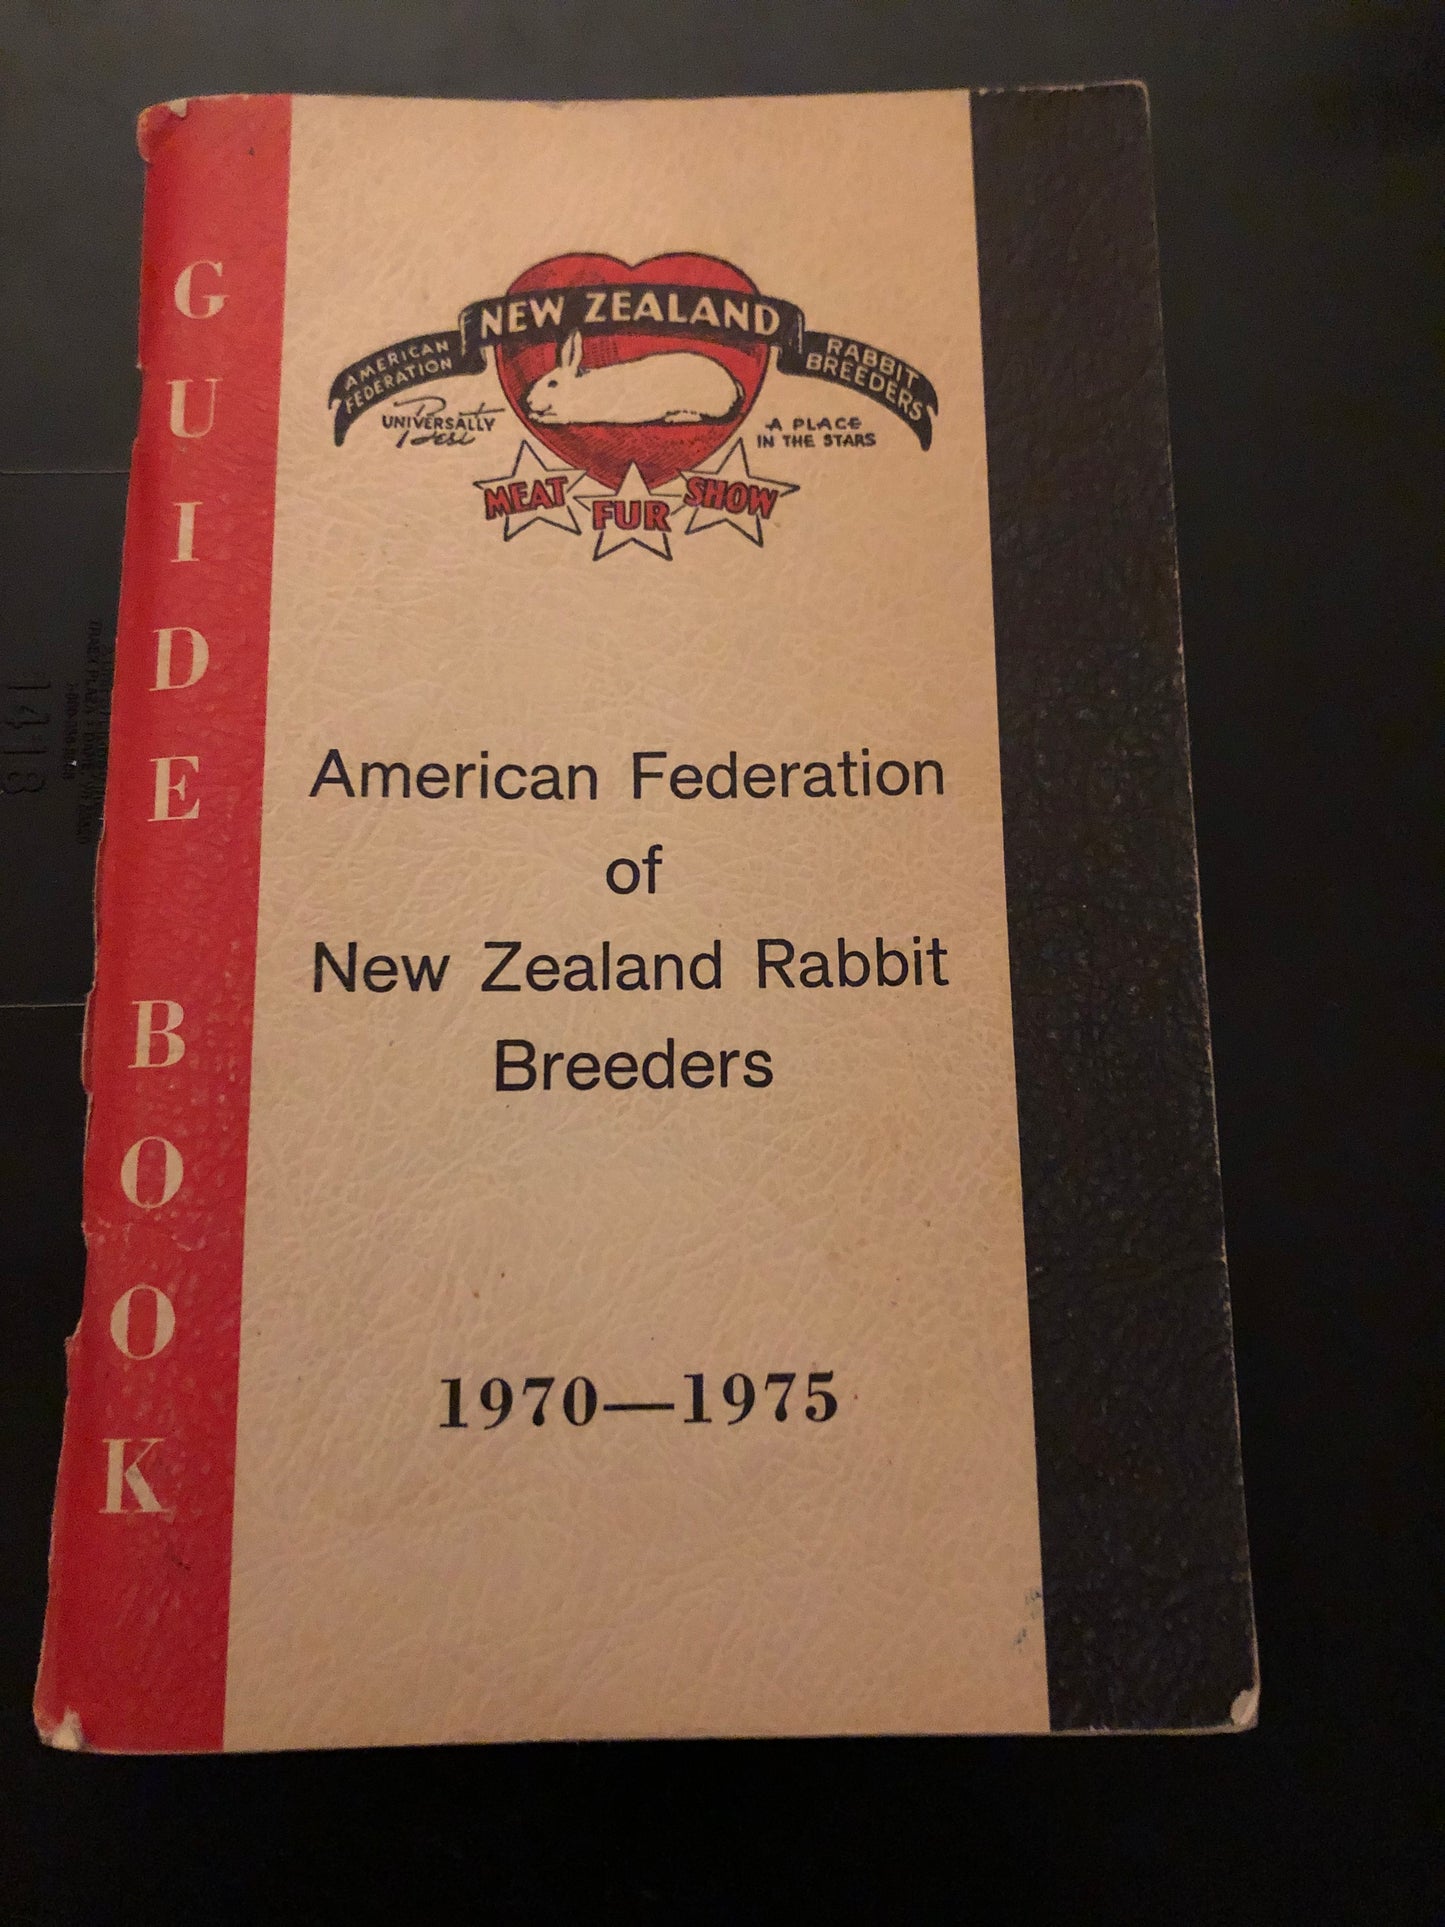 GUIDE BOOK
NEW ZEALAND
AMERICAN
FEDERATION
RABBIT
BREEDERS
UNIVERSALLY
Best
A PLACE
IN THE STARS
MEAT
FUR
SHOW
American Federation
of
New Zealand Rabbit
Breeders
1970—1975